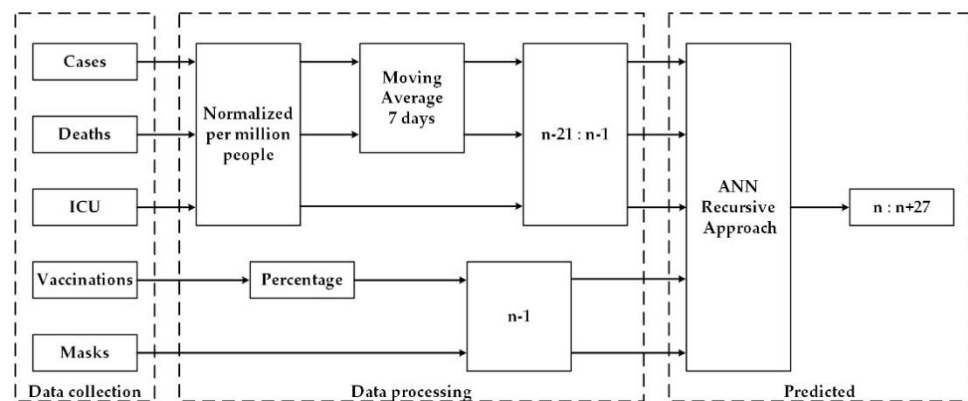 Cases
Deaths
ICU
Vaccinations
Masks
Data collection
Normalized
per million
people
Moving
Average
7 days
n-21 : n-1
Percentage
n-1
Data processing
ANN
Recursive
Approach
n : n+27
Predicted